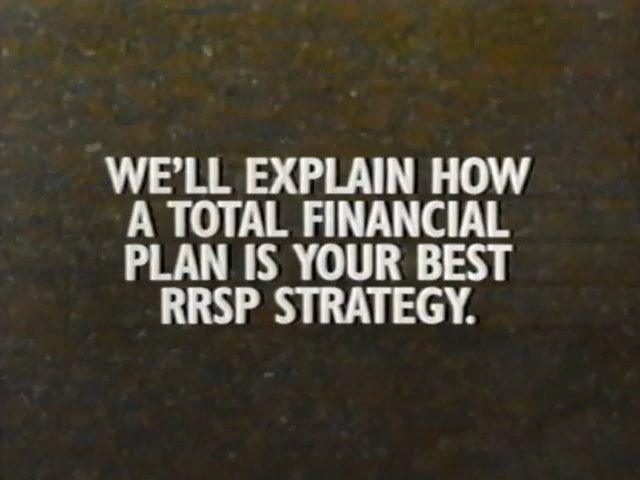 WE'LL EXPLAIN HOW
A TOTAL FINANCIAL
PLAN IS YOUR BEST
RRSP STRATEGY.